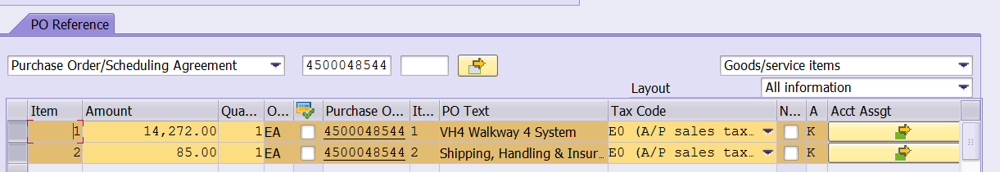 PO Reference
Purchase Order/Scheduling Agreement 4500048544 Goods/service items
Layout All information
Item Amount Qua... O... Purchase O... It... PO Text Tax Code N... A Acct Assgt
1 14,272.00 1 EA 4500048544 1 VH4 Walkway 4 System E0 (A/P sales tax... K
2 85.00 1 EA 4500048544 2 Shipping, Handling & Insur... E0 (A/P sales tax... K